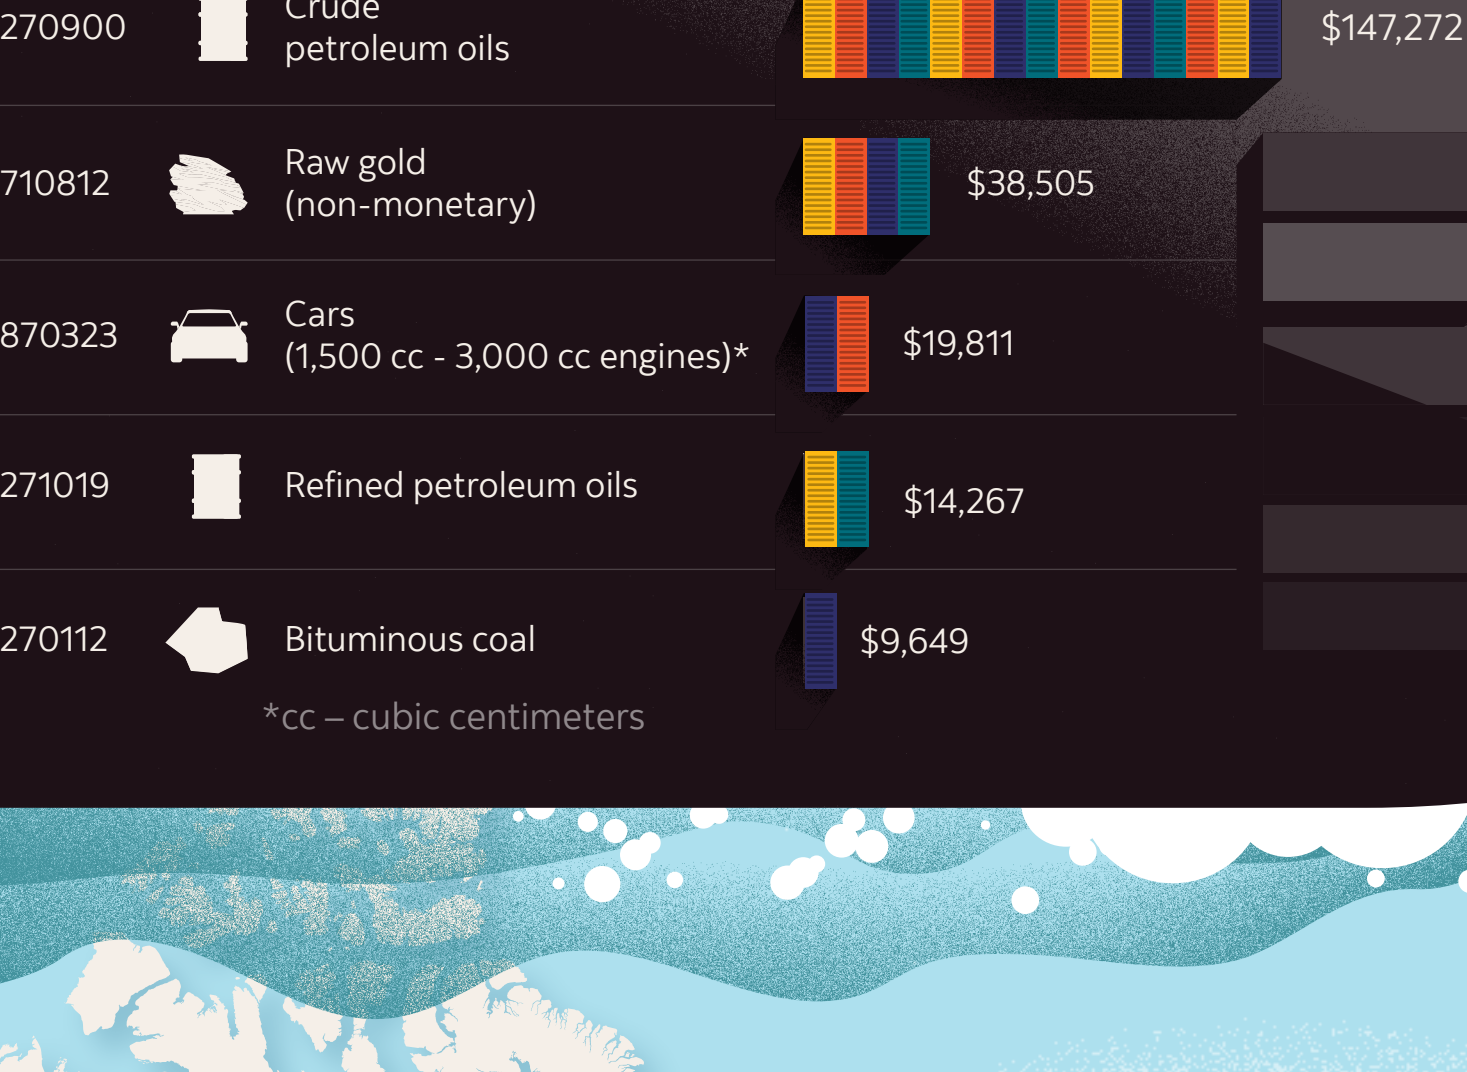 270900
Crude
petroleum oils
$147,272
710812
Raw gold
(non-monetary)
$38,505
870323
Cars
(1,500 cc - 3,000 cc engines)*
$19,811
271019
Refined petroleum oils
$14,267
270112
Bituminous coal
$9,649
*cc – cubic centimeters